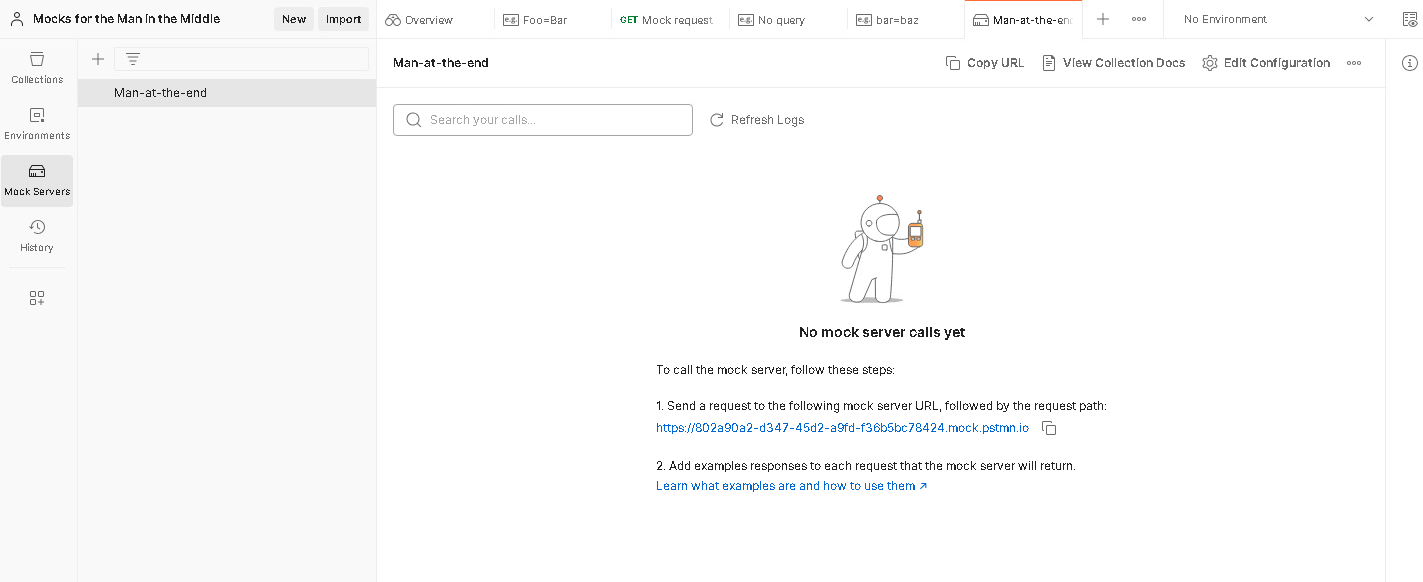 Mocks for the Man in the Middle
New
Import
Overview
e.g. Foo=Bar
GET Mock request
e.g. No query
e.g. bar=baz
Man-at-the-end
No Environment
Collections
Environments
Mock Servers
History
Man-at-the-end
Man-at-the-end
Copy URL
View Collection Docs
Edit Configuration
Search your calls...
Refresh Logs
No mock server calls yet
To call the mock server, follow these steps:
1. Send a request to the following mock server URL, followed by the request path:
https://802a90a2-d347-45d2-a9fd-f36b5bc78424.mock.pstmn.io
2. Add examples responses to each request that the mock server will return.
Learn what examples are and how to use them ↗